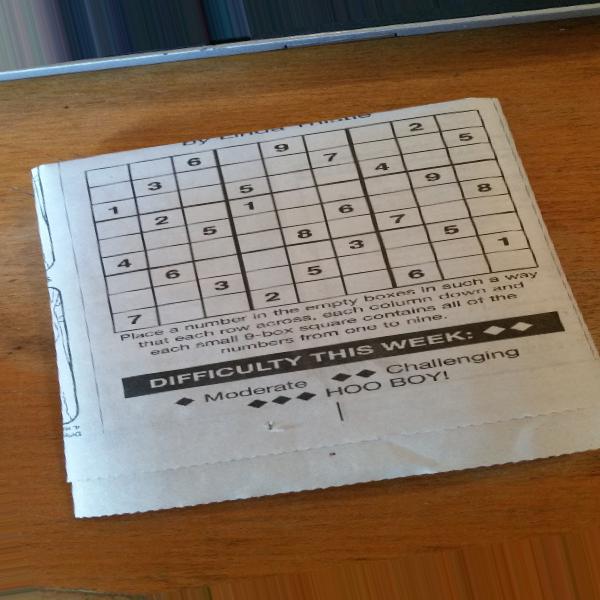 by Linda Thistle
6 9 2
3 7 5
1 5 4
2 1 9
5 6 8
4 8 7
6 3 5
3 5 1
7 2 6
Place a number in the empty boxes in such a way
that each row across, each column down and
each small 9-box square contains all of the
numbers from one to nine.
DIFFICULTY THIS WEEK: ◆◆
◆ Moderate ◆◆ Challenging
◆◆◆ HOO BOY!